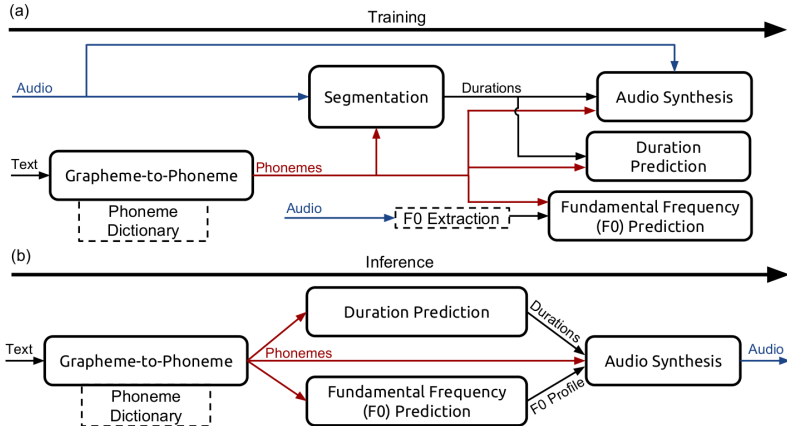 (a)
Training
Audio
Segmentation
Durations
Audio Synthesis
Text
Grapheme-to-Phoneme
Phonemes
Duration
Prediction
Phoneme
Dictionary
Audio
F0 Extraction
Fundamental Frequency
(F0) Prediction
(b)
Inference
Duration Prediction
Durations
Text
Grapheme-to-Phoneme
Phonemes
Audio Synthesis
Audio
Phoneme
Dictionary
Fundamental Frequency
(F0) Prediction
F0 Profile